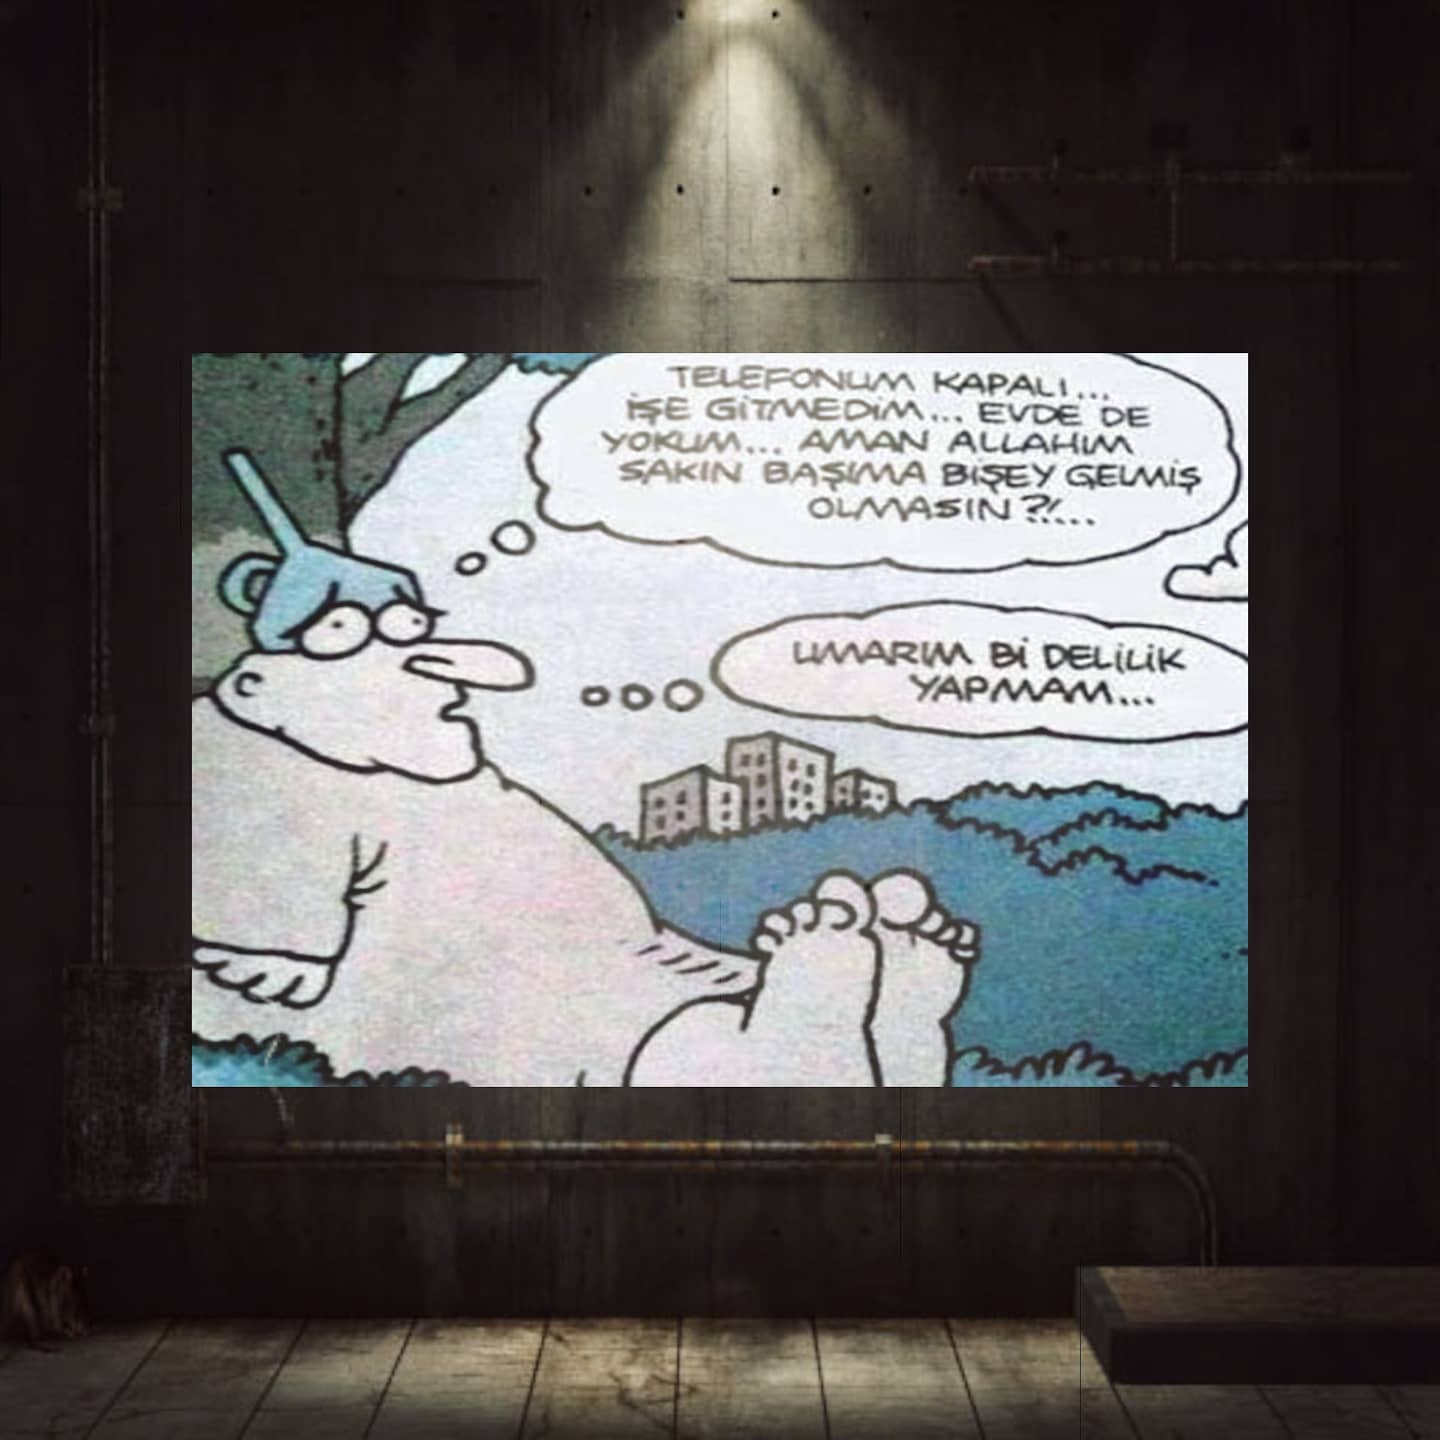 TELEFONUM KAPALI...
İŞE GİTMEDİM... EVDE DE
YOKUM... AMAN ALLAHIM
SAKIN BAŞIMA BİŞEY GELMİŞ
OLMASIN?!...
UMARIM Bİ DELİLİK
YAPMAM...